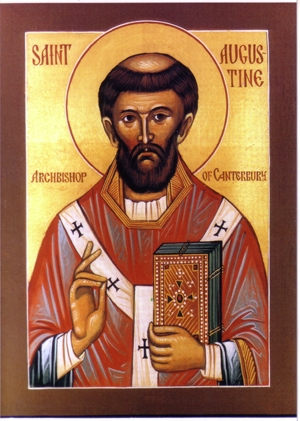 SAINT AUGUS-
TINE
ARCHBISHOP OF CANTERBURY